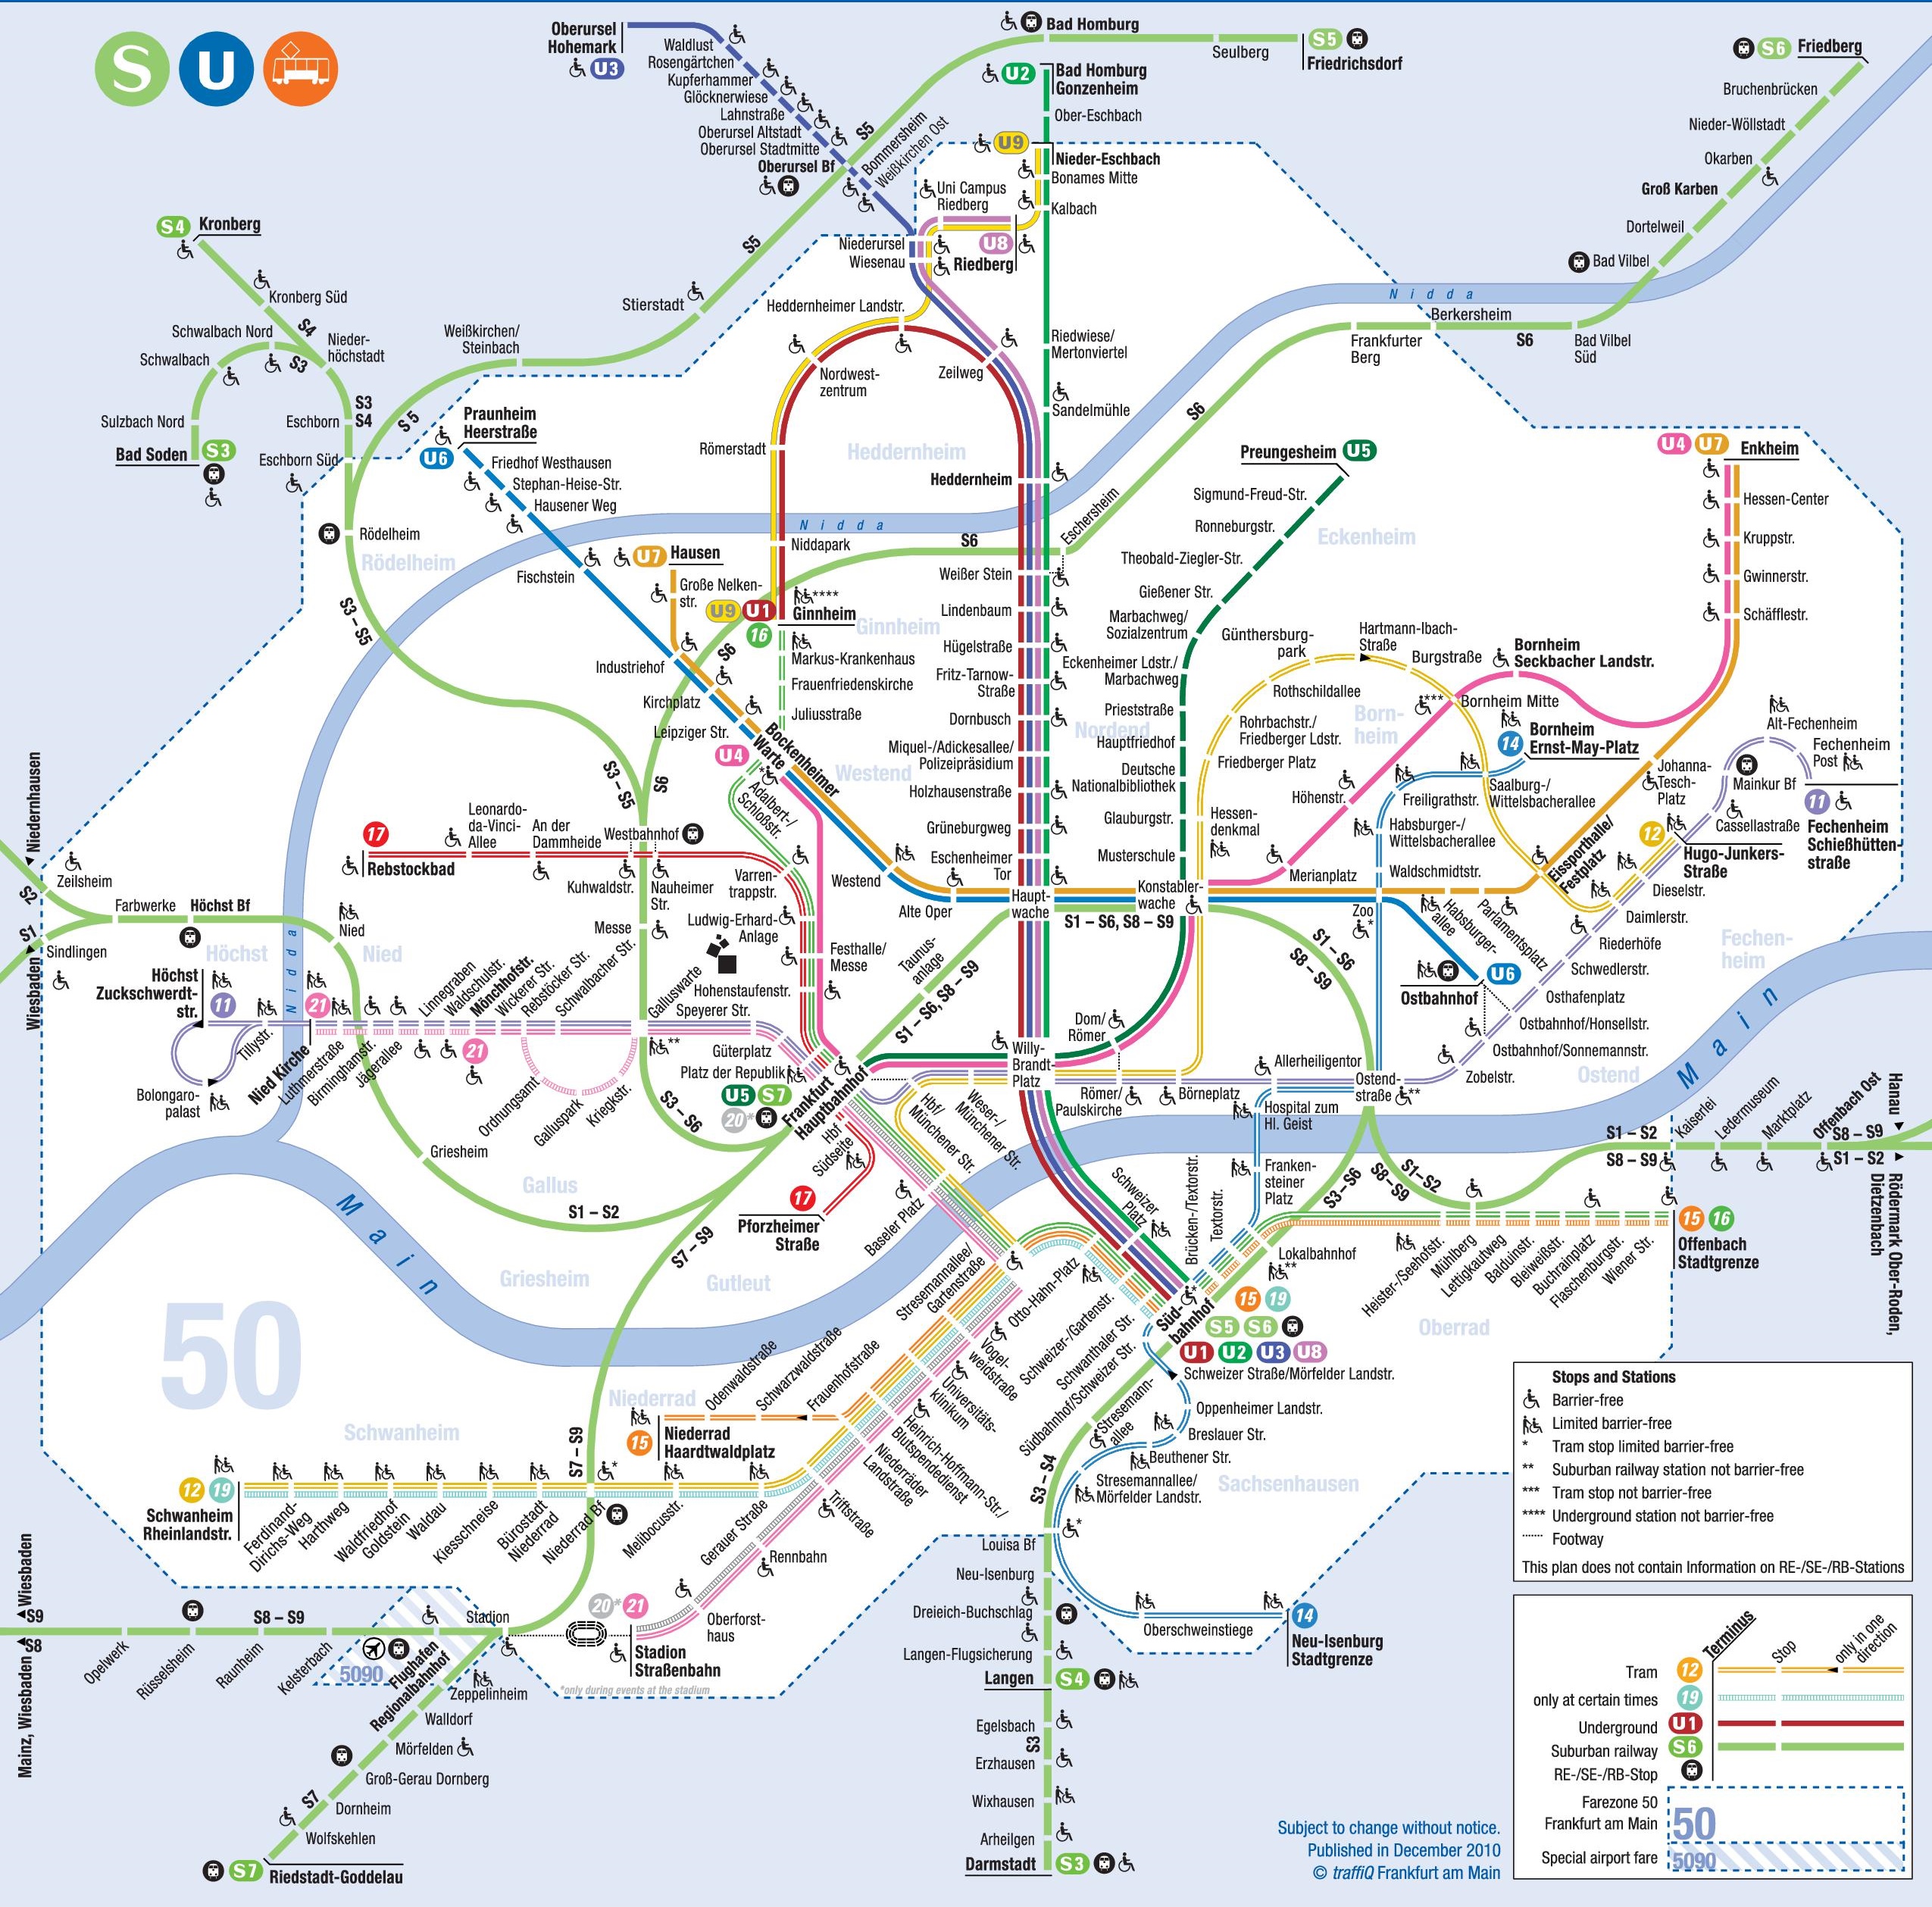 S
U
Oberursel
Hohemark
U3
Waldlust
Rosengärtchen
Kupferhammer
Glöcknerwiese
Lahnstraße
Oberursel Altstadt
Oberursel Stadtmitte
Oberursel Bf
S5
Bommersheim
Weißkirchen Ost
Bad Homburg
Seulberg
S5
Friedrichsdorf
U2
Bad Homburg
Gonzenheim
Ober-Eschbach
U9
Nieder-Eschbach
Bonames Mitte
Kalbach
Uni Campus
Riedberg
U8
Riedberg
Niederursel
Wiesenau
S6
Friedberg
Bruchenbrücken
Nieder-Wöllstadt
Okarben
Groß Karben
Dortelweil
Bad Vilbel
Nidda
Berkersheim
Frankfurter
Berg
S6
Bad Vilbel
Süd
S4
Kronberg
Kronberg Süd
S4
Schwalbach Nord
Schwalbach
S3
Nieder-
höchstadt
S3
S4
Sulzbach Nord
Bad Soden
S3
Eschborn
Eschborn Süd
S5
Stierstadt
Weißkirchen/
Steinbach
S5
Rödelheim
Rödelheim
Praunheim
Heerstraße
U6
Friedhof Westhausen
Stephan-Heise-Str.
Hausener Weg
Fischstein
Heddernheimer Landstr.
Nordwest-
zentrum
Zeilweg
Römerstadt
Heddernheim
Heddernheim
Riedwiese/
Mertonviertel
Sandelmühle
S6
Eschersheim
Nidda
Niddapark
S6
U7
Hausen
Große Nelken-
str.
U9
U1
16
****
Ginnheim
Ginnheim
Markus-Krankenhaus
Frauenfriedenskirche
Juliusstraße
Industriehof
S6
Kirchplatz
Leipziger Str.
U4
Bockenheimer
Warte
*
Adalbert-/
Schloßstr.
Westend
Weißer Stein
Lindenbaum
Hügelstraße
Fritz-Tarnow-
Straße
Dornbusch
Miquel-/Adickesallee/
Polizeipräsidium
Holzhausenstraße
Grüneburgweg
Eschenheimer
Tor
Preungesheim
U5
Sigmund-Freud-Str.
Ronneburgstr.
Eckenheim
Theobald-Ziegler-Str.
Gießener Str.
Marbachweg/
Sozialzentrum
Eckenheimer Ldstr./
Marbachweg
Prieststraße
Nordend
Hauptfriedhof
Deutsche
Nationalbibliothek
Glauburgstr.
Musterschule
Konstabler-
wache
Haupt-
wache
Günthersburg-
park
Hartmann-Ibach-
Straße
Burgstraße
Rothschildallee
Rohrbachstr./
Friedberger Ldstr.
Friedberger Platz
Hessen-
denkmal
Born-
heim
Bornheim
Seckbacher Landstr.
***
Bornheim Mitte
14
Bornheim
Ernst-May-Platz
Höhenstr.
Merianplatz
Saalburg-/
Wittelsbacherallee
Freiligrathstr.
Habsburger-/
Wittelsbacherallee
Waldschmidtstr.
U4
U7
Enkheim
Hessen-Center
Kruppstr.
Gwinnerstr.
Schäfflestr.
Alt-Fechenheim
Fechenheim
Post
Mainkur Bf
Johanna-
Tesch-
Platz
Cassellastraße
11
Fechenheim
Schießhütten-
straße
12
Hugo-Junkers-
Straße
Eissporthalle/
Festplatz
Dieselstr.
Daimlerstr.
Riederhöfe
Schwedlerstr.
Osthafenplatz
Ostbahnhof/Honsellstr.
Ostbahnhof/Sonnemannstr.
Zobelstr.
Fechen-
heim
Main
Ostend
Zoo
*
Habsburger-
allee
Parlamentsplatz
Ostbahnhof
U6
Niedernhausen
S2
Zeilsheim
S1
Sindlingen
Wiesbaden
Farbwerke
Höchst Bf
Höchst
Nidda
Nied
Nied
Höchst
Zuckschwerdt-
str.
11
Tillystr.
Bolongaro-
palast
Nied Kirche
21
Luthmerstraße
Birminghamstr.
Jägerallee
Linnegraben
Waldschulstr.
Mönchhofstr.
21
Wickerer Str.
Rebstöcker Str.
Schwalbacher Str.
Ordnungsamt
Galluspark
Kriegkstr.
Galluswarte
**
Speyerer Str.
Güterplatz
Platz der Republik
Hohenstaufenstr.
S3 – S5
S3 – S5
S6
17
Rebstockbad
Leonardo-
da-Vinci-
Allee
An der
Dammheide
Westbahnhof
Kuhwaldstr.
Nauheimer
Str.
Messe
Varren-
trappstr.
Ludwig-Erhard-
Anlage
Festhalle/
Messe
Westend
Alte Oper
Taunus-
anlage
S1 – S6, S8 – S9
S1 – S6, S8 – S9
S1 – S6
S8 – S9
U5
S7
20*
Frankfurt
Hauptbahnhof
Hbf
Südseite
17
Pforzheimer
Straße
Hbf/
Münchener Str.
Weser-/
Münchener Str.
Willy-
Brandt-
Platz
Dom/
Römer
Römer/
Paulskirche
Börneplatz
Allerheiligentor
Hospital zum
Hl. Geist
Ostend-
straße
**
S3 – S6
Griesheim
S1 – S2
Gallus
Griesheim
Gutleut
Main
50
S7 – S9
Baseler Platz
Stresemannallee/
Gartenstraße
Otto-Hahn-Platz
Schweizer-/Gartenstr.
Schwanthaler Str.
Südbahnhof/Schweizer Str.
Schweizer
Platz
Brücken-/Textorstr.
Textorstr.
Franken-
steiner
Platz
Lokalbahnhof
**
Süd-
bahnhof
*
15
19
S5
S6
U1
U2
U3
U8
S3 – S6
S8 – S9
S1 – S2
S1 – S2
S8 – S9
Kaiserlei
Ledermuseum
Marktplatz
Offenbach Ost
S8 – S9
S1 – S2
Hanau
Rödermark Ober-Roden,
Dietzenbach
15
16
Offenbach
Stadtgrenze
Heister-/Seehofstr.
Mühlberg
Lettigkautweg
Balduinstr.
Bleiweißstr.
Buchrainplatz
Flaschenburgstr.
Wiener Str.
Oberrad
Schweizer Straße/Mörfelder Landstr.
Oppenheimer Landstr.
Breslauer Str.
Beuthener Str.
Stresemann-
allee
Stresemannallee/
Mörfelder Landstr.
Sachsenhausen
S3 – S4
Vogel-
weidstraße
Universitäts-
klinikum
Heinrich-Hoffmann-Str./
Blutspendedienst
Niederräder
Landstraße
Triftstraße
Rennbahn
Oberforst-
haus
Niederrad
Odenwaldstraße
Schwarzwaldstraße
Frauenhofstraße
15
Niederrad
Haardtwaldplatz
Schwanheim
12
19
Schwanheim
Rheinlandstr.
Ferdinand-
Dirichs-Weg
Harthweg
Waldfriedhof
Goldstein
Waldau
Kiesschneise
Bürostadt
Niederrad
Niederrad Bf
*
Melibocusstr.
Gerauer Straße
S7 – S9
20*
21
Stadion
Straßenbahn
*only during events at the stadium
Stadion
Wiesbaden
S9
S8
Mainz, Wiesbaden
S8 – S9
Opelwerk
Rüsselsheim
Raunheim
Kelsterbach
5090
Flughafen
Regionalbahnhof
Zeppelinheim
Walldorf
Mörfelden
Groß-Gerau Dornberg
Dornheim
S7
Wolfskehlen
S7
Riedstadt-Goddelau
Louisa Bf
*
Neu-Isenburg
Dreieich-Buchschlag
Langen-Flugsicherung
Langen
S4
Egelsbach
S3
Erzhausen
Wixhausen
Arheilgen
Darmstadt
S3
Oberschweinstiege
14
Neu-Isenburg
Stadtgrenze
Stops and Stations
Barrier-free
Limited barrier-free
* Tram stop limited barrier-free
** Suburban railway station not barrier-free
*** Tram stop not barrier-free
**** Underground station not barrier-free
Footway
This plan does not contain Information on RE-/SE-/RB-Stations
Terminus
Stop
only in one
direction
Tram 12
only at certain times 19
Underground U1
Suburban railway S6
RE-/SE-/RB-Stop
Farezone 50
Frankfurt am Main
50
Special airport fare 5090
Subject to change without notice.
Published in December 2010
© traffiQ Frankfurt am Main